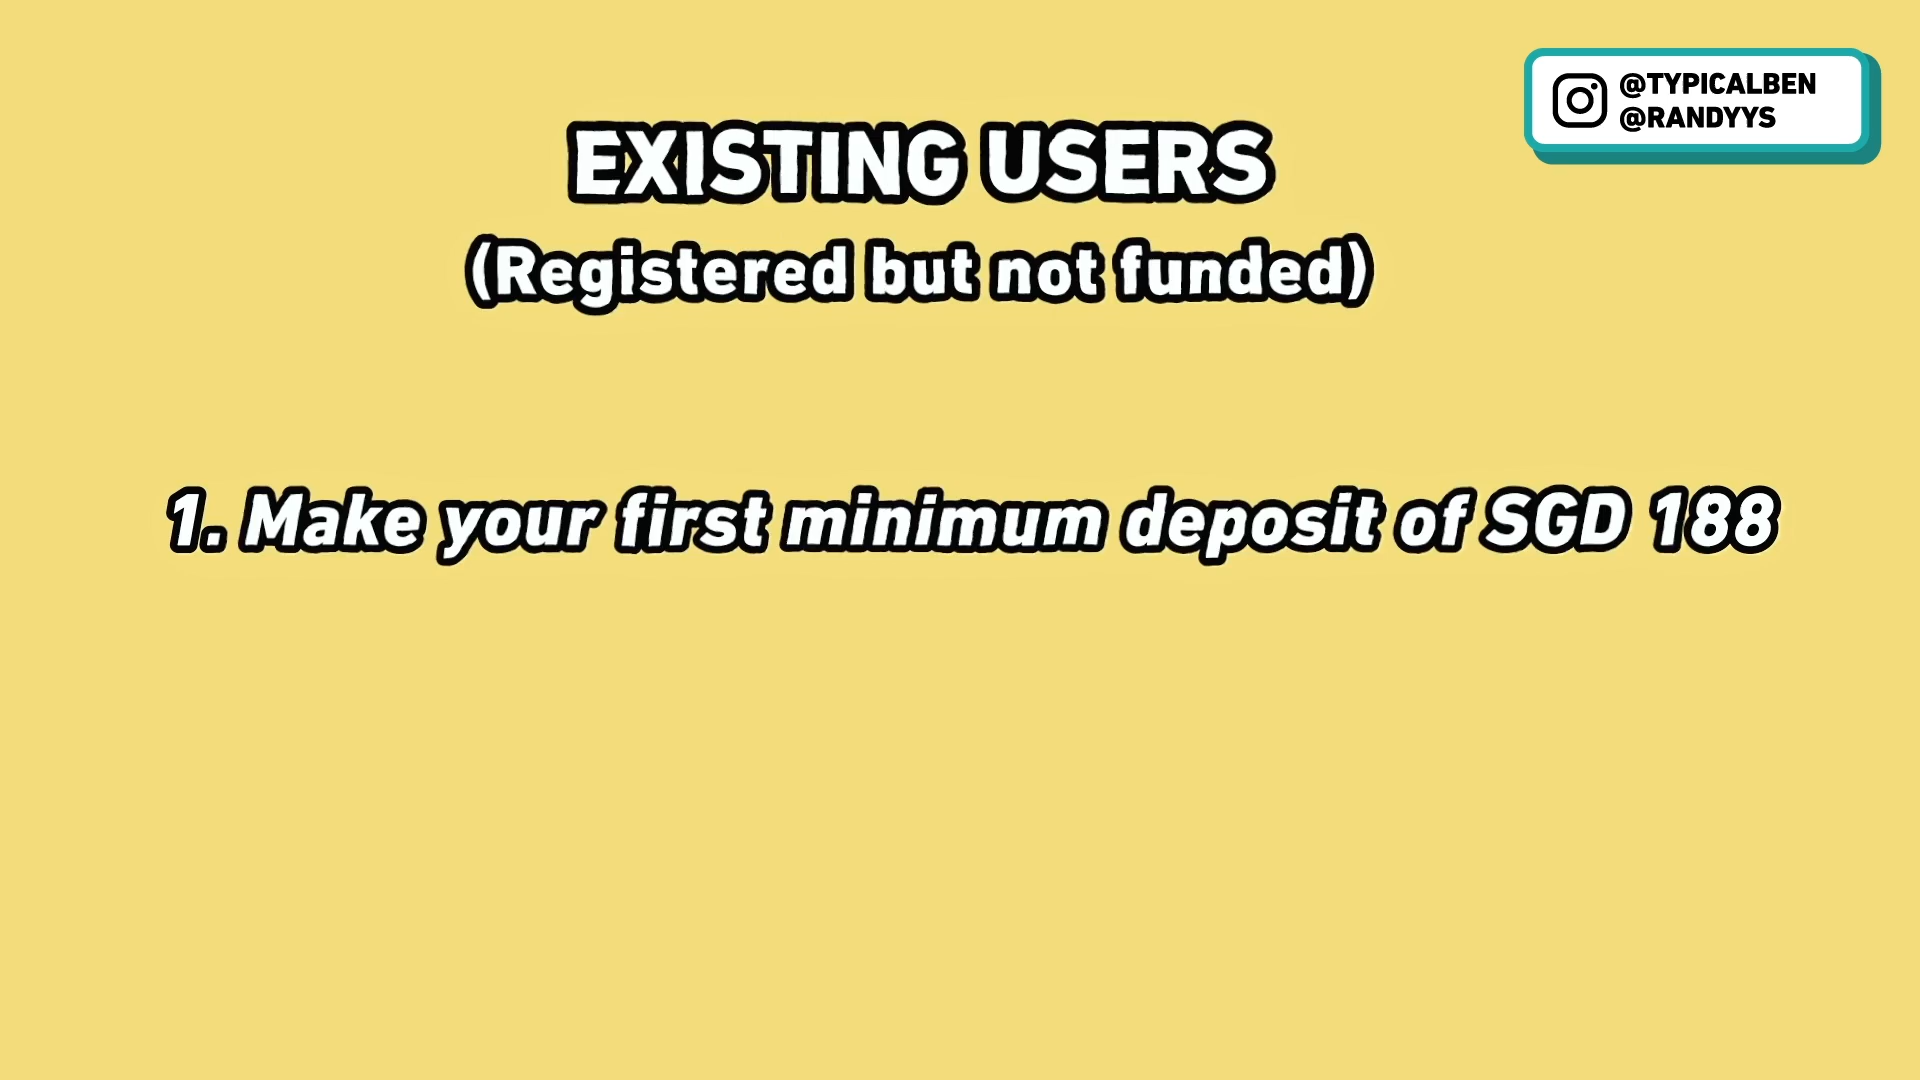 @TYPICALBEN
@RANDYYS
EXISTING USERS
(Registered but not funded)
1. Make your first minimum deposit of SGD 188